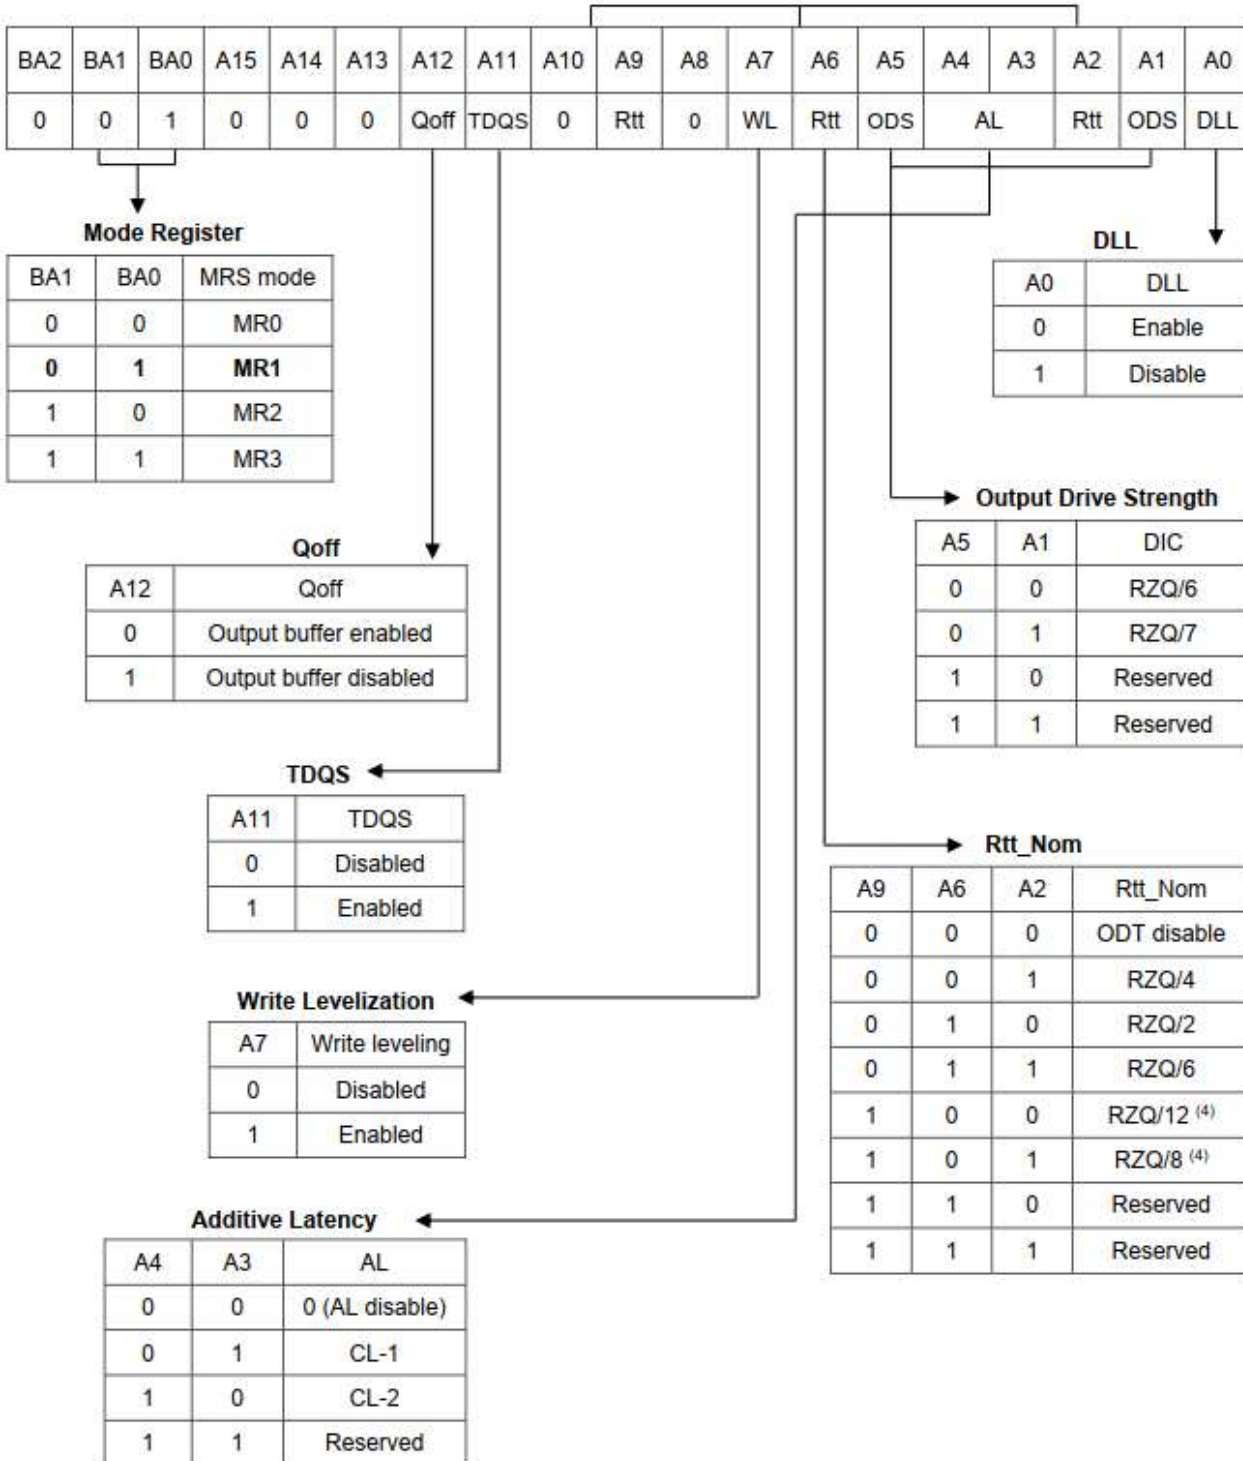 BA2 BA1 BA0 A15 A14 A13 A12 A11 A10 A9 A8 A7 A6 A5 A4 A3 A2 A1 A0
0 0 1 0 0 0 Qoff TDQS 0 Rtt 0 WL Rtt ODS AL Rtt ODS DLL
Mode Register
BA1 BA0 MRS mode
0 0 MR0
0 1 MR1
1 0 MR2
1 1 MR3
DLL
A0 DLL
0 Enable
1 Disable
Output Drive Strength
A5 A1 DIC
0 0 RZQ/6
0 1 RZQ/7
1 0 Reserved
1 1 Reserved
Qoff
A12 Qoff
0 Output buffer enabled
1 Output buffer disabled
TDQS
A11 TDQS
0 Disabled
1 Enabled
Rtt_Nom
A9 A6 A2 Rtt_Nom
0 0 0 ODT disable
0 0 1 RZQ/4
0 1 0 RZQ/2
0 1 1 RZQ/6
1 0 0 RZQ/12 (4)
1 0 1 RZQ/8 (4)
1 1 0 Reserved
1 1 1 Reserved
Write Levelization
A7 Write leveling
0 Disabled
1 Enabled
Additive Latency
A4 A3 AL
0 0 0 (AL disable)
0 1 CL-1
1 0 CL-2
1 1 Reserved